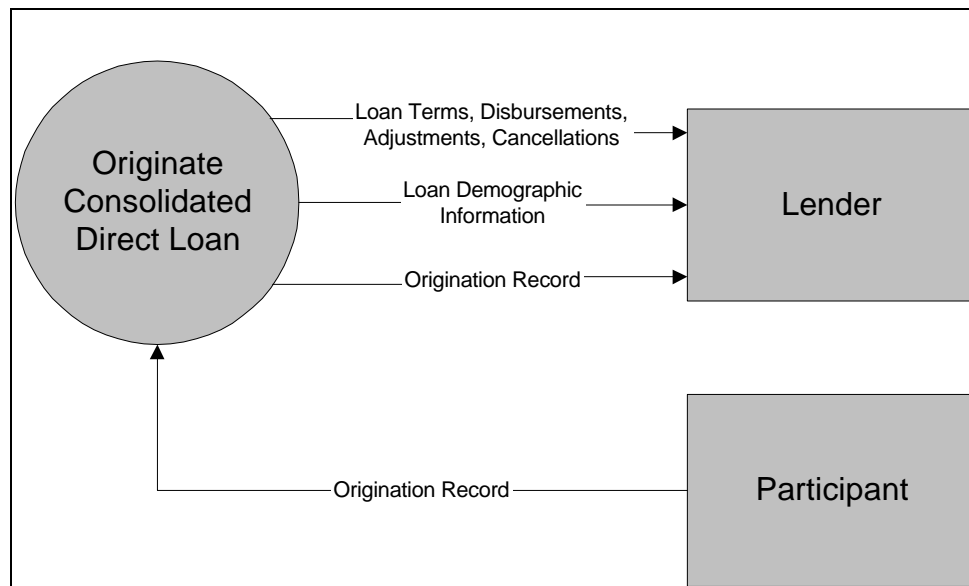 Originate
Consolidated
Direct Loan
Loan Terms, Disbursements,
Adjustments, Cancellations
Loan Demographic
Information
Origination Record
Lender
Origination Record
Participant